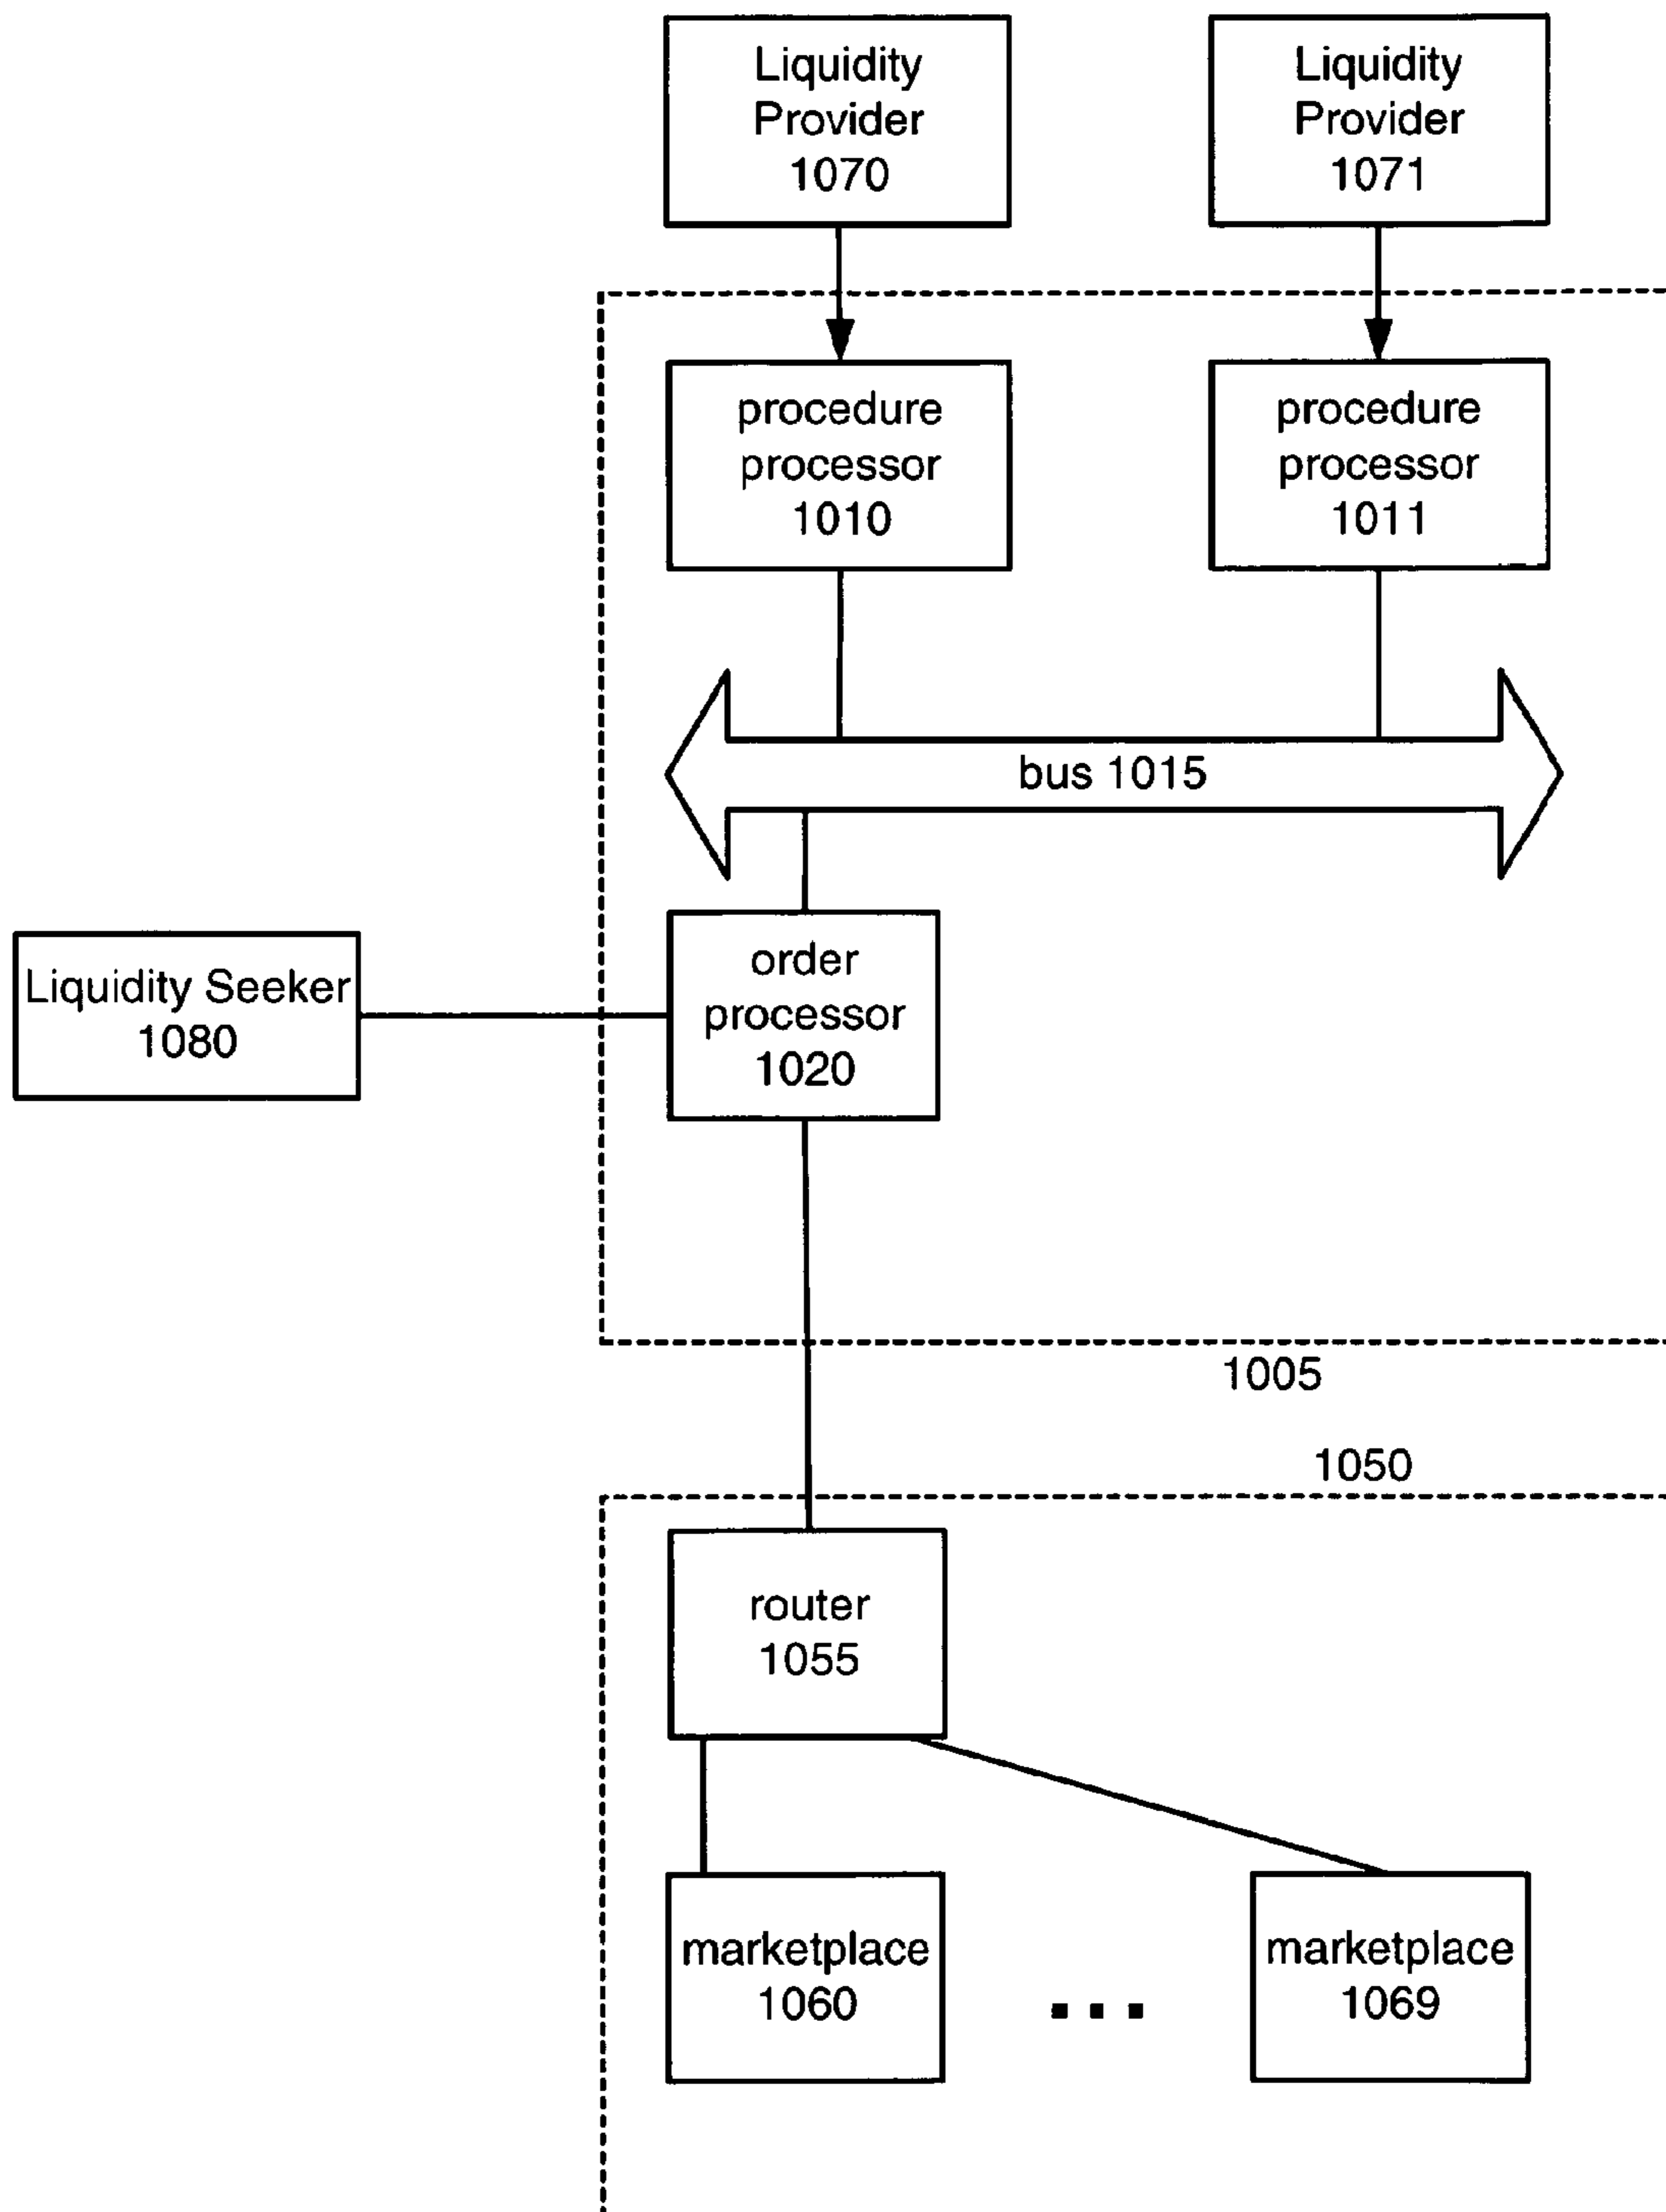 Liquidity
Provider
1070
Liquidity
Provider
1071
procedure
processor
1010
procedure
processor
1011
bus 1015
order
processor
1020
Liquidity Seeker
1080
1005
1050
router
1055
marketplace
1060
...
marketplace
1069